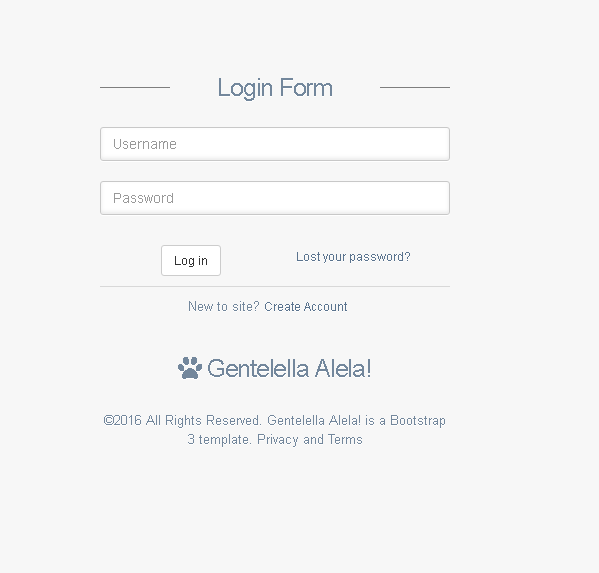 Login Form
Username
Password
Log in Lost your password?
New to site? Create Account
Gentelella Alela!
©2016 All Rights Reserved. Gentelella Alela! is a Bootstrap
3 template. Privacy and Terms